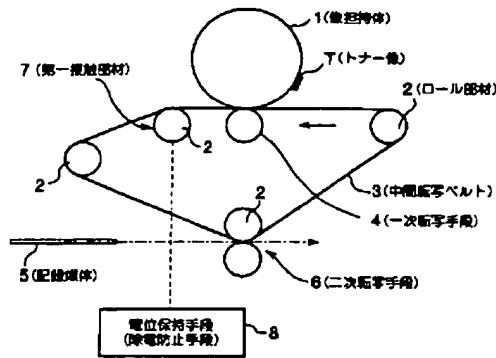 1(像担持体)
T(トナー像)
7(第一接触部材)
2(ロール部材)
2
2
2
3(中間転写ベルト)
4(一次転写手段)
5(記録媒体)
6(二次転写手段)
電位保持手段
(除電防止手段)
8